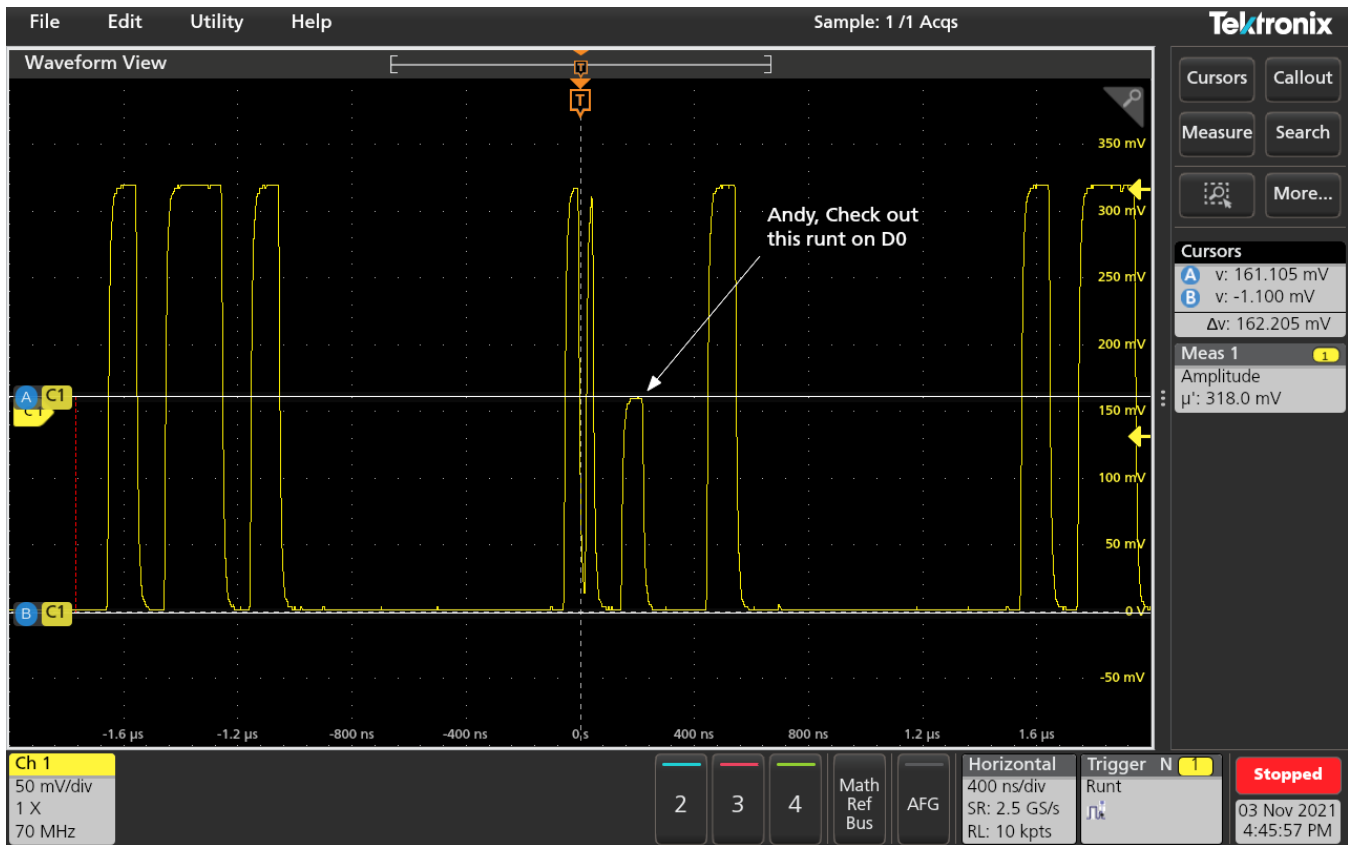 File Edit Utility Help Sample: 1 /1 Acqs Tektronix
Waveform View
T
T
Cursors Callout
Measure Search
More...
350 mV
300 mV
250 mV
200 mV
150 mV
100 mV
50 mV
0 V
-50 mV
Andy, Check out
this runt on D0
A C1
C1
B C1
-1.6 µs -1.2 µs -800 ns -400 ns 0 s 400 ns 800 ns 1.2 µs 1.6 µs
Cursors
A v: 161.105 mV
B v: -1.100 mV
Δv: 162.205 mV
Meas 1 1
Amplitude
µ': 318.0 mV
Ch 1
50 mV/div
1 X
70 MHz
2 3 4
Math
Ref
Bus
AFG
Horizontal
400 ns/div
SR: 2.5 GS/s
RL: 10 kpts
Trigger N 1
Runt
Stopped
03 Nov 2021
4:45:57 PM